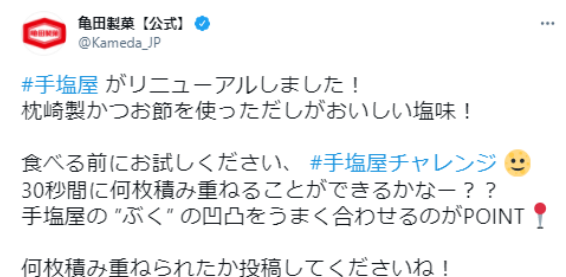 亀田製菓【公式】
@Kameda_JP
亀田製菓
#手塩屋 がリニューアルしました！
枕崎製かつお節を使っただしがおいしい塩味！
食べる前にお試しください、 #手塩屋チャレンジ 🙂
30秒間に何枚積み重ねることができるかなー？？
手塩屋の ”ぶく” の凹凸をうまく合わせるのがPOINT📍
何枚積み重ねられたか投稿してくださいね！